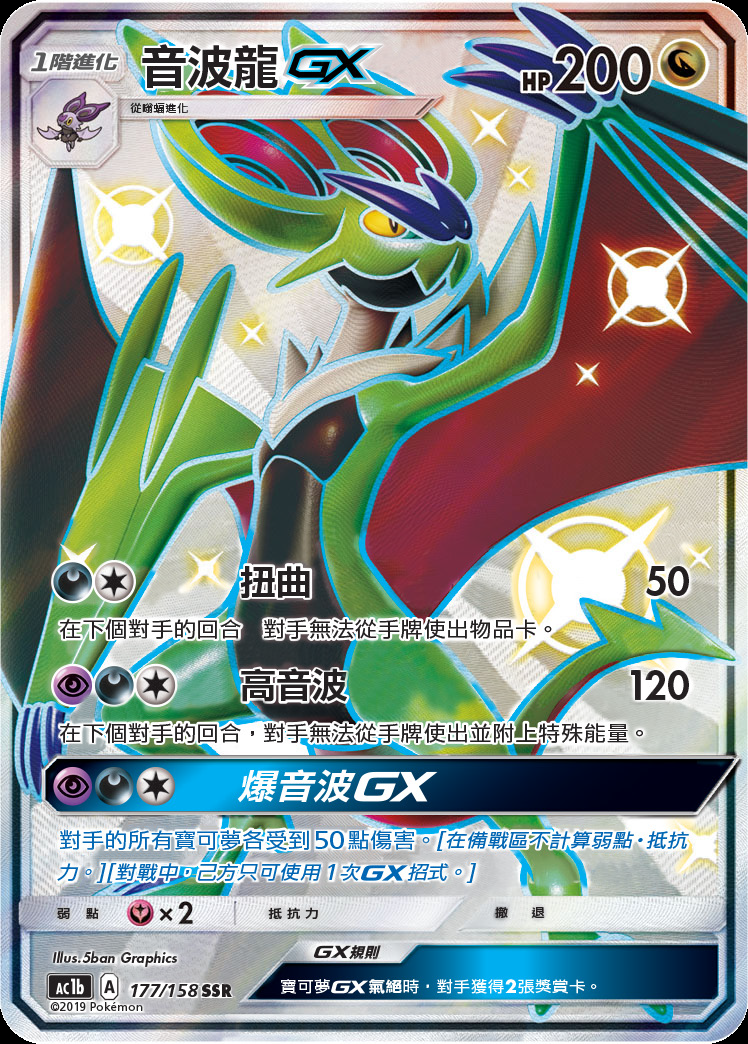 1階進化
音波龍GX
HP200
從嗡蝠進化
扭曲 50
在下個對手的回合　對手無法從手牌使出物品卡。
高音波 120
在下個對手的回合，對手無法從手牌使出並附上特殊能量。
爆音波GX
對手的所有寶可夢各受到50點傷害。[在備戰區不計算弱點・抵抗
力。][對戰中，己方只可使用1次GX招式。]
弱點 ×2 抵抗力 撤退
Illus.5ban Graphics
GX規則
AC1b A 177/158 SSR
寶可夢GX氣絕時，對手獲得2張獎賞卡。
©2019 Pokémon